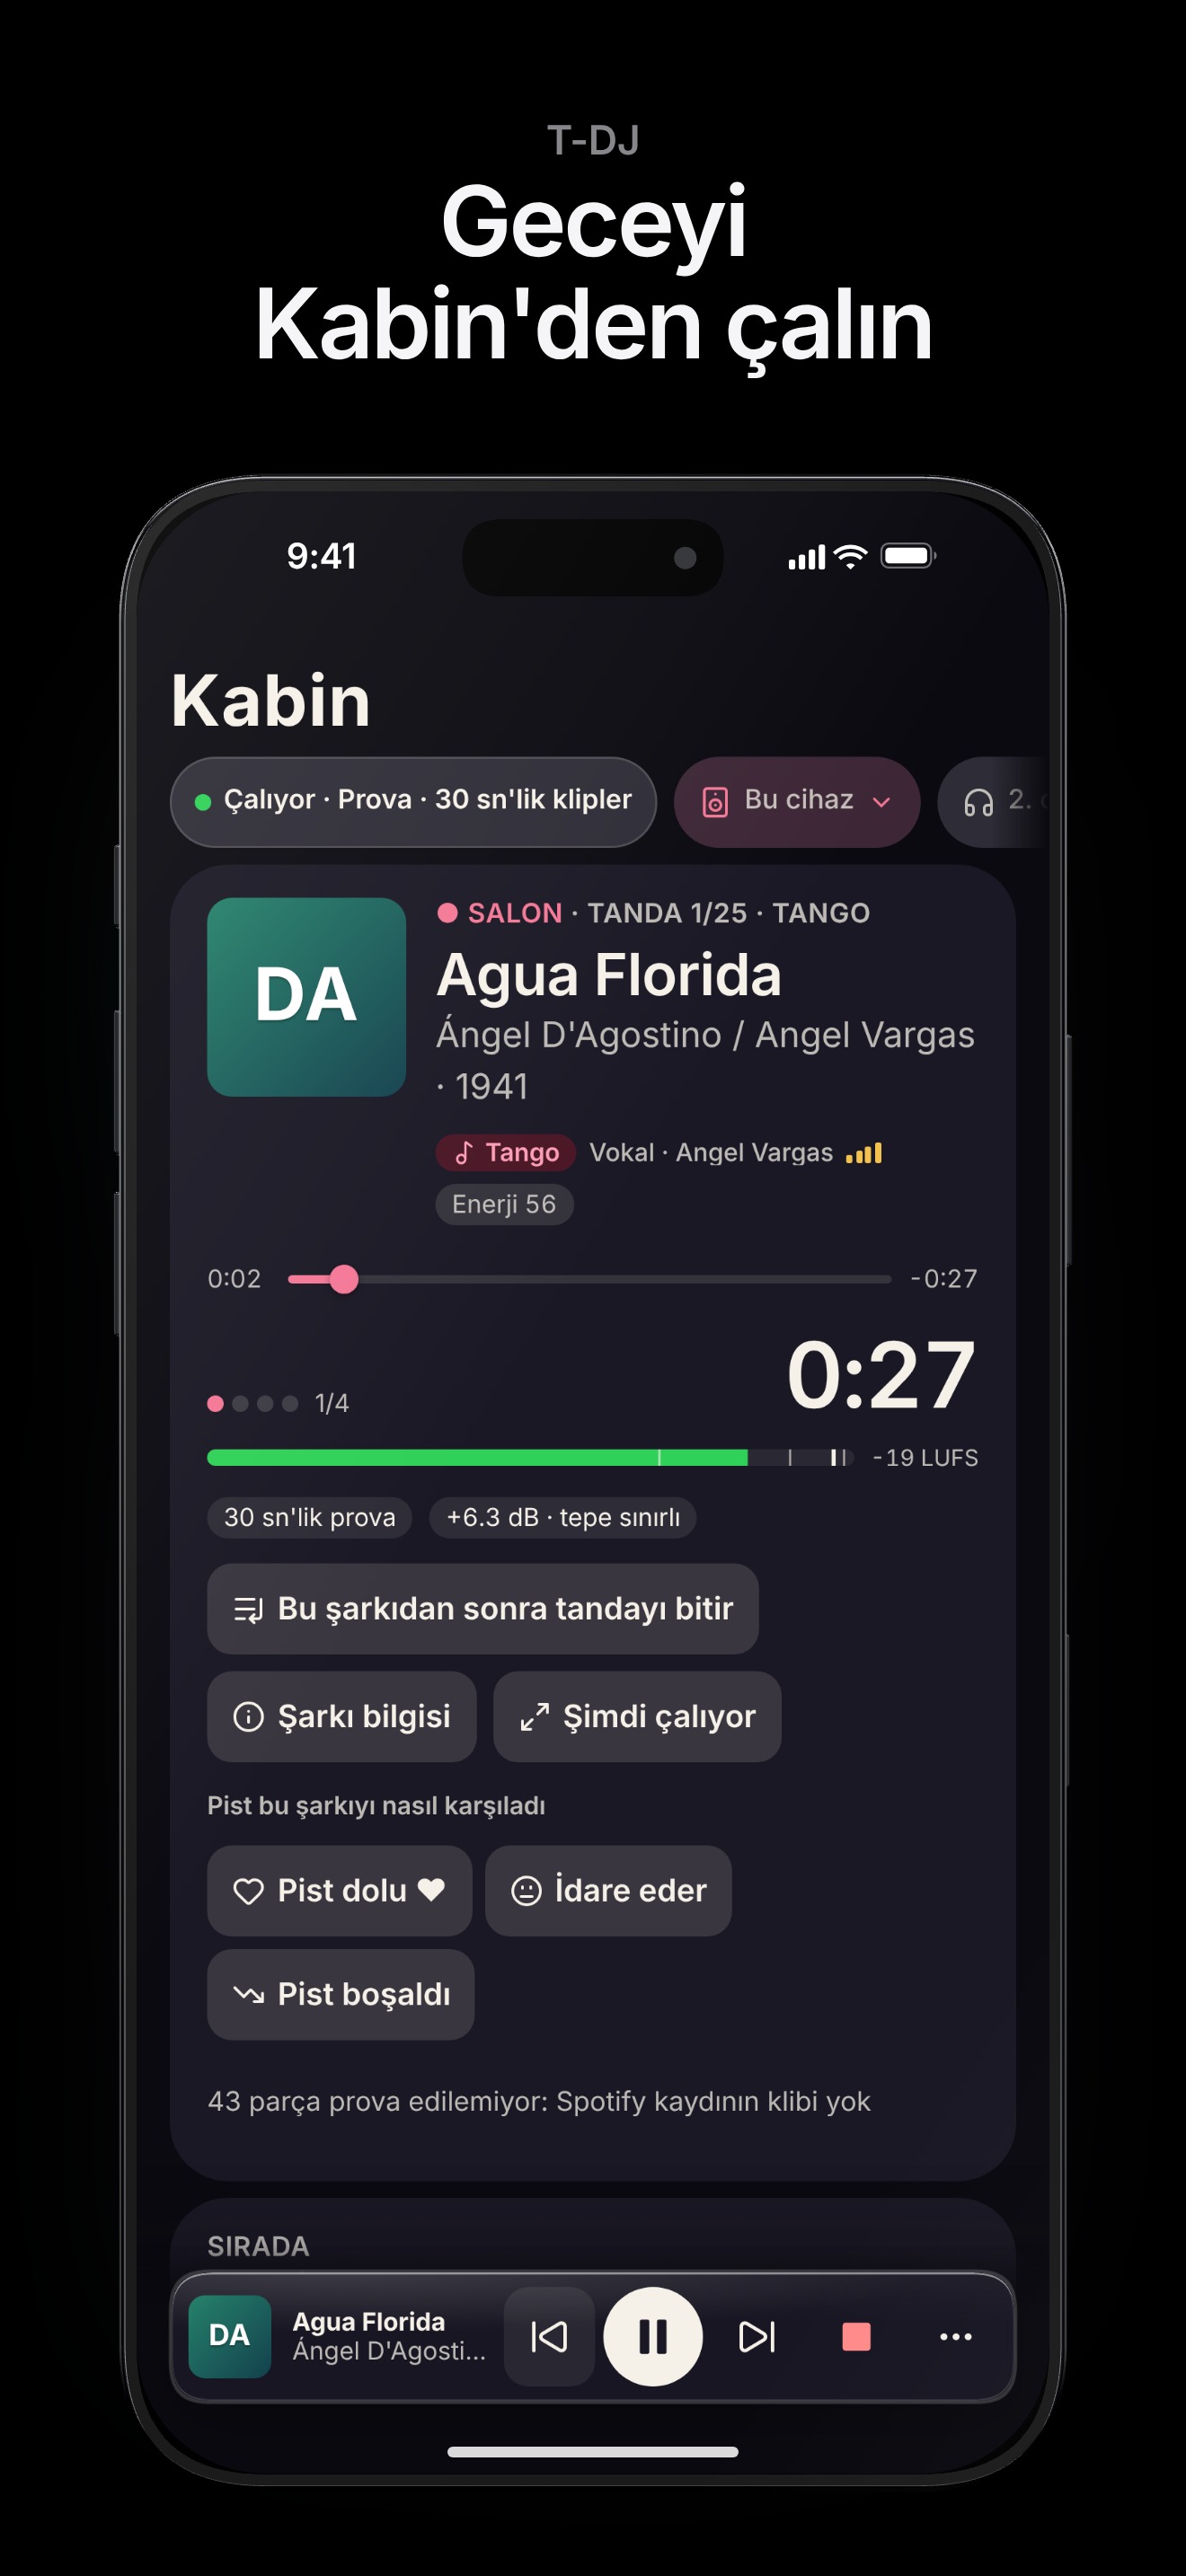 T-DJ
Geceyi
Kabin'den çalın
9:41
Kabin
Çalıyor · Prova · 30 sn'lik klipler
Bu cihaz
2.
DA
SALON · TANDA 1/25 · TANGO
Agua Florida
Ángel D'Agostino / Angel Vargas
· 1941
Tango
Vokal · Angel Vargas
Enerji 56
0:02
-0:27
0:27
1/4
-19 LUFS
30 sn'lik prova
+6.3 dB · tepe sınırlı
Bu şarkıdan sonra tandayı bitir
Şarkı bilgisi
Şimdi çalıyor
Pist bu şarkıyı nasıl karşıladı
Pist dolu ♥
İdare eder
Pist boşaldı
43 parça prova edilemiyor: Spotify kaydının klibi yok
SIRADA
DA
Agua Florida
Ángel D'Agosti...